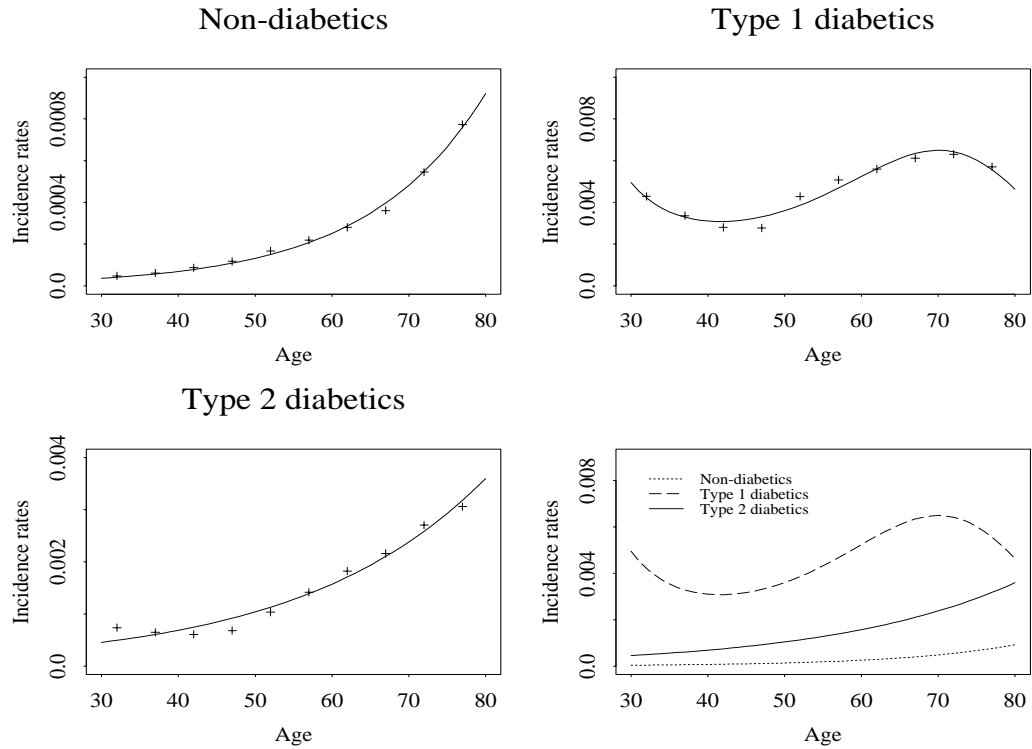 Non-diabetics
Incidence rates
0.0 0.0004 0.0008
30 40 50 60 70 80
Age
Type 1 diabetics
Incidence rates
0.0 0.004 0.008
30 40 50 60 70 80
Age
Type 2 diabetics
Incidence rates
0.0 0.002 0.004
30 40 50 60 70 80
Age
Incidence rates
0.0 0.004 0.008
Non-diabetics
Type 1 diabetics
Type 2 diabetics
30 40 50 60 70 80
Age